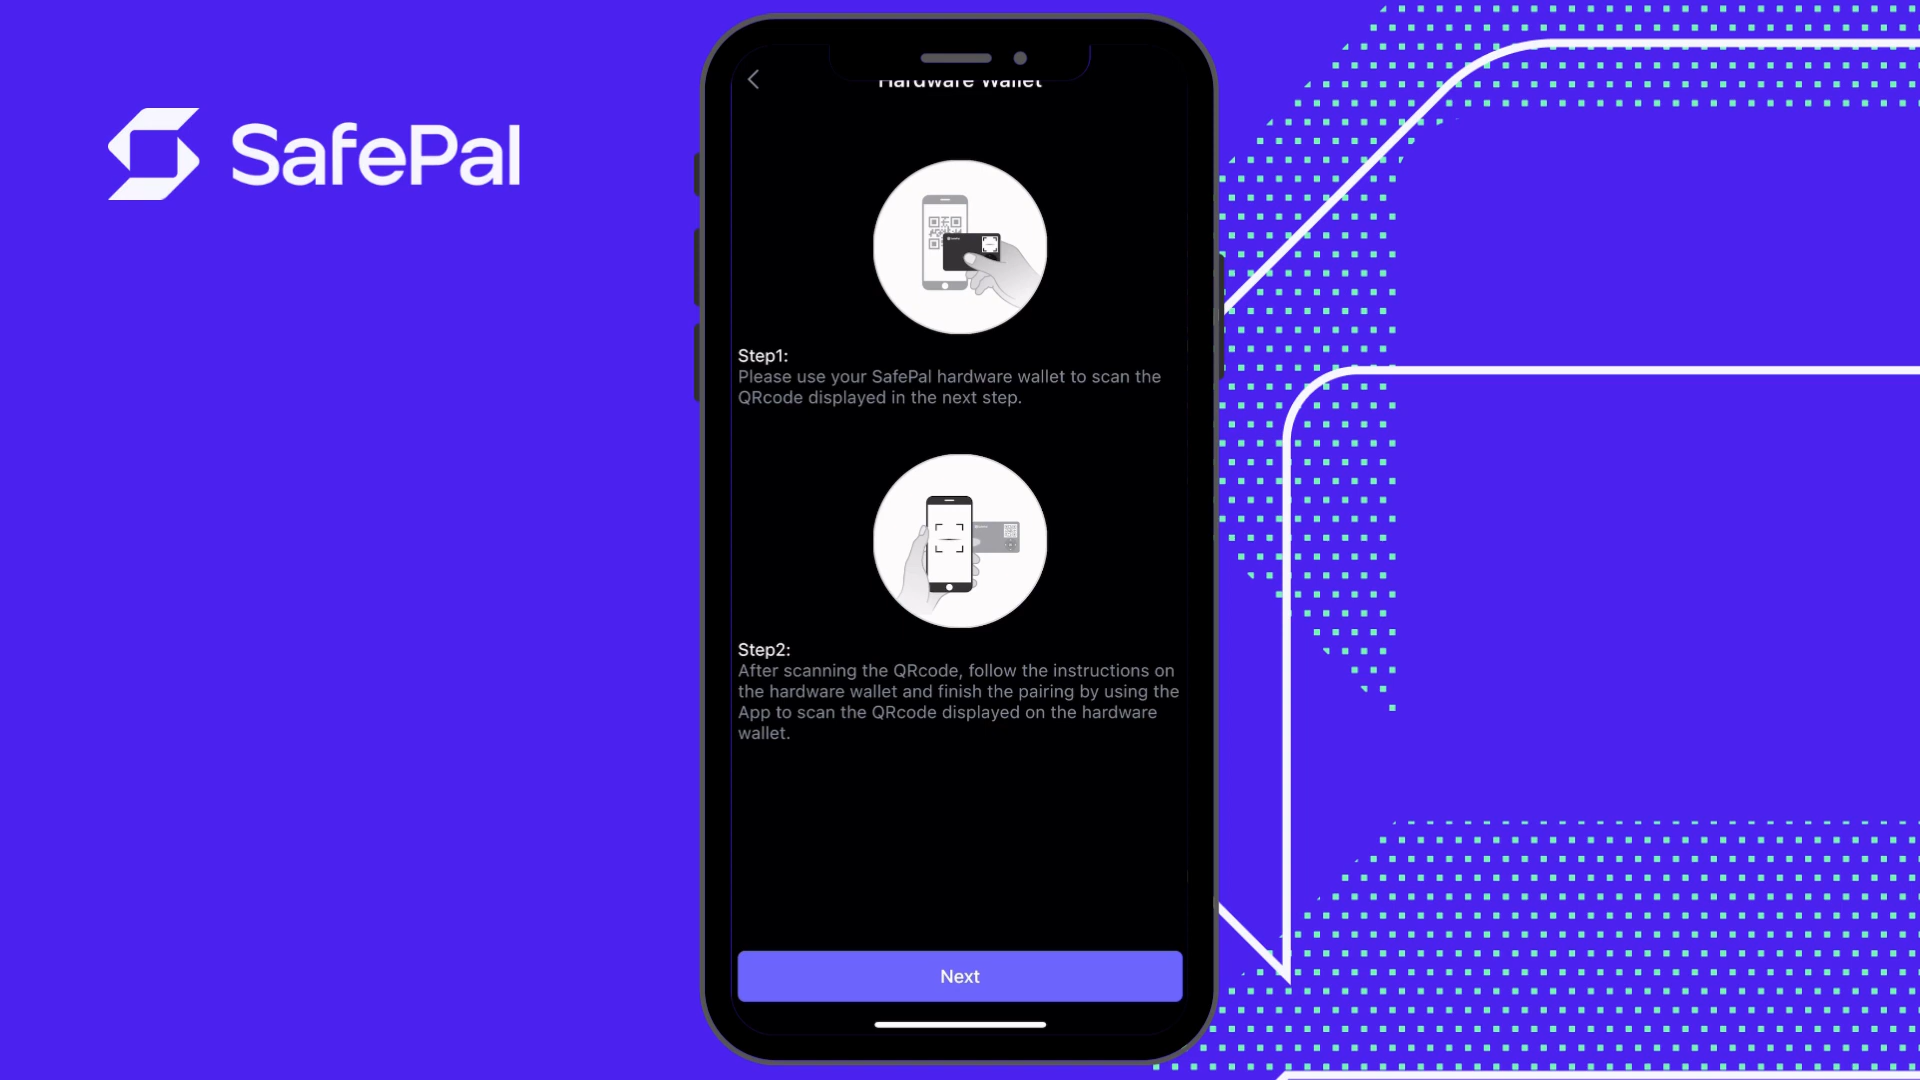 SafePal
Hardware Wallet
Step1:
Please use your SafePal hardware wallet to scan the
QRcode displayed in the next step.
Step2:
After scanning the QRcode, follow the instructions on
the hardware wallet and finish the pairing by using the
App to scan the QRcode displayed on the hardware
wallet.
Next